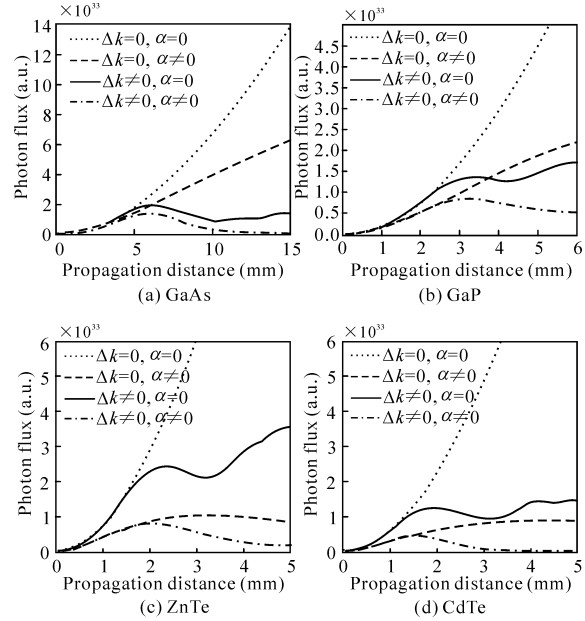 ×10³³
14
12
10
8
6
4
2
0
Photon flux (a.u.)
Δk=0, α=0
Δk=0, α≠0
Δk≠0, α=0
Δk≠0, α≠0
0 5 10 15
Propagation distance (mm)
(a) GaAs
×10³³
4.5
4.0
3.5
3.0
2.5
2.0
1.5
1.0
0.5
0
Photon flux (a.u.)
Δk=0, α=0
Δk=0, α≠0
Δk≠0, α=0
Δk≠0, α≠0
0 1 2 3 4 5 6
Propagation distance (mm)
(b) GaP
×10³³
6
5
4
3
2
1
0
Photon flux (a.u.)
Δk=0, α=0
Δk=0, α≠0
Δk≠0, α=0
Δk≠0, α≠0
0 1 2 3 4 5
Propagation distance (mm)
(c) ZnTe
×10³³
6
5
4
3
2
1
0
Photon flux (a.u.)
Δk=0, α=0
Δk=0, α≠0
Δk≠0, α=0
Δk≠0, α≠0
0 1 2 3 4 5
Propagation distance (mm)
(d) CdTe